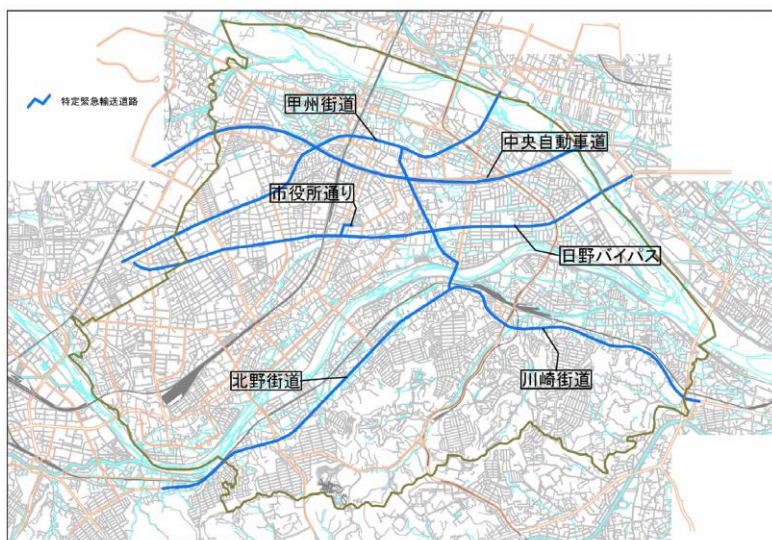 特定緊急輸送道路
甲州街道
中央自動車道
市役所通り
日野バイパス
北野街道
川崎街道